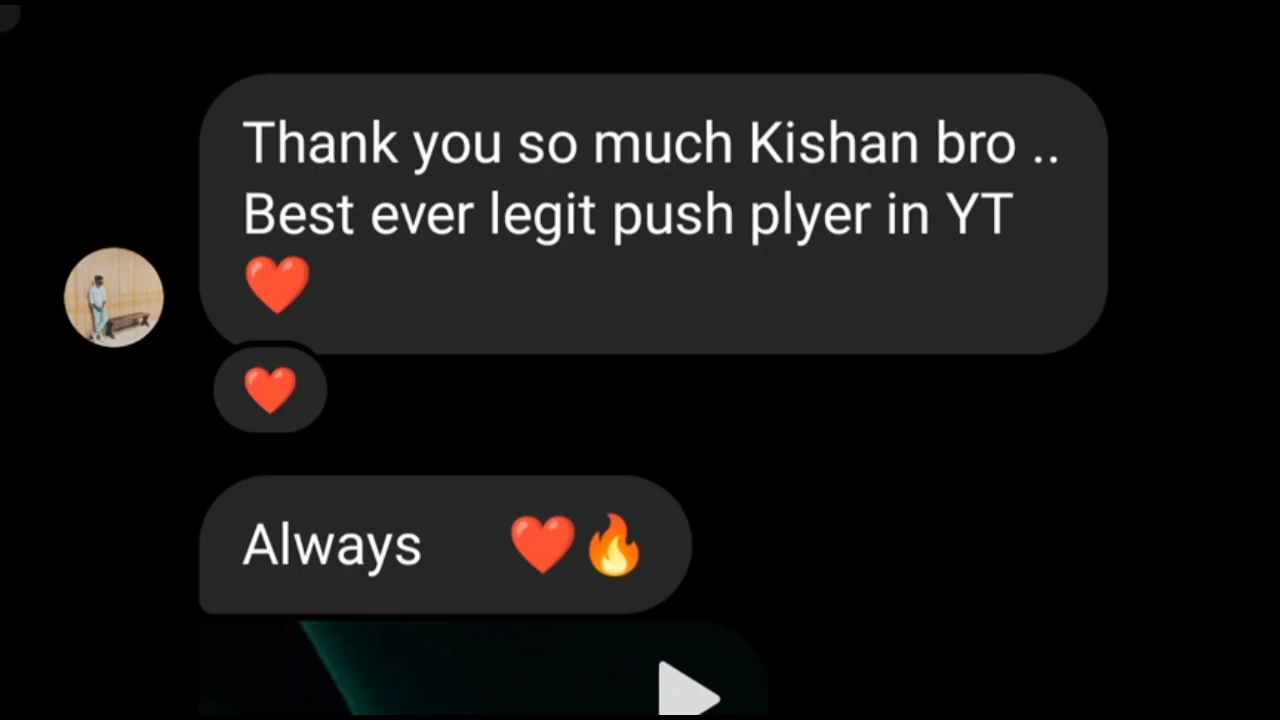 Thank you so much Kishan bro ..
Best ever legit push plyer in YT
❤️
❤️
Always ❤️🔥